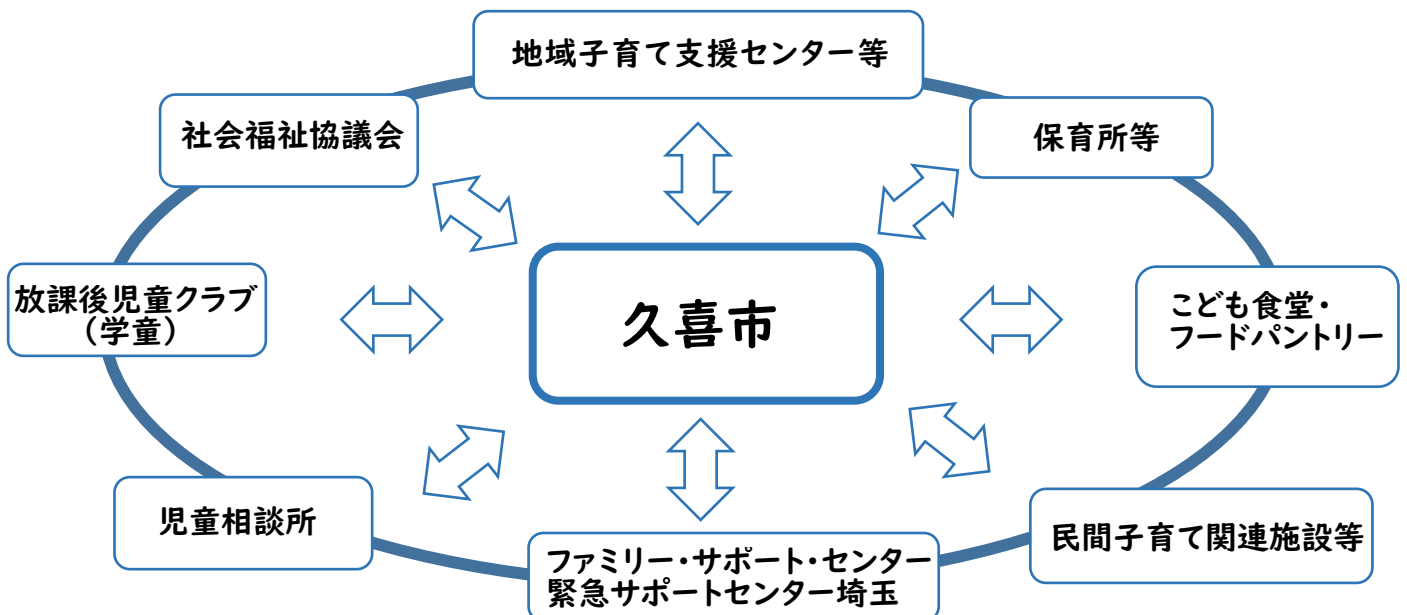 地域子育て支援センター等
社会福祉協議会
保育所等
放課後児童クラブ
(学童)
久喜市
こども食堂・
フードパントリー
児童相談所
ファミリー・サポート・センター
緊急サポートセンター埼玉
民間子育て関連施設等